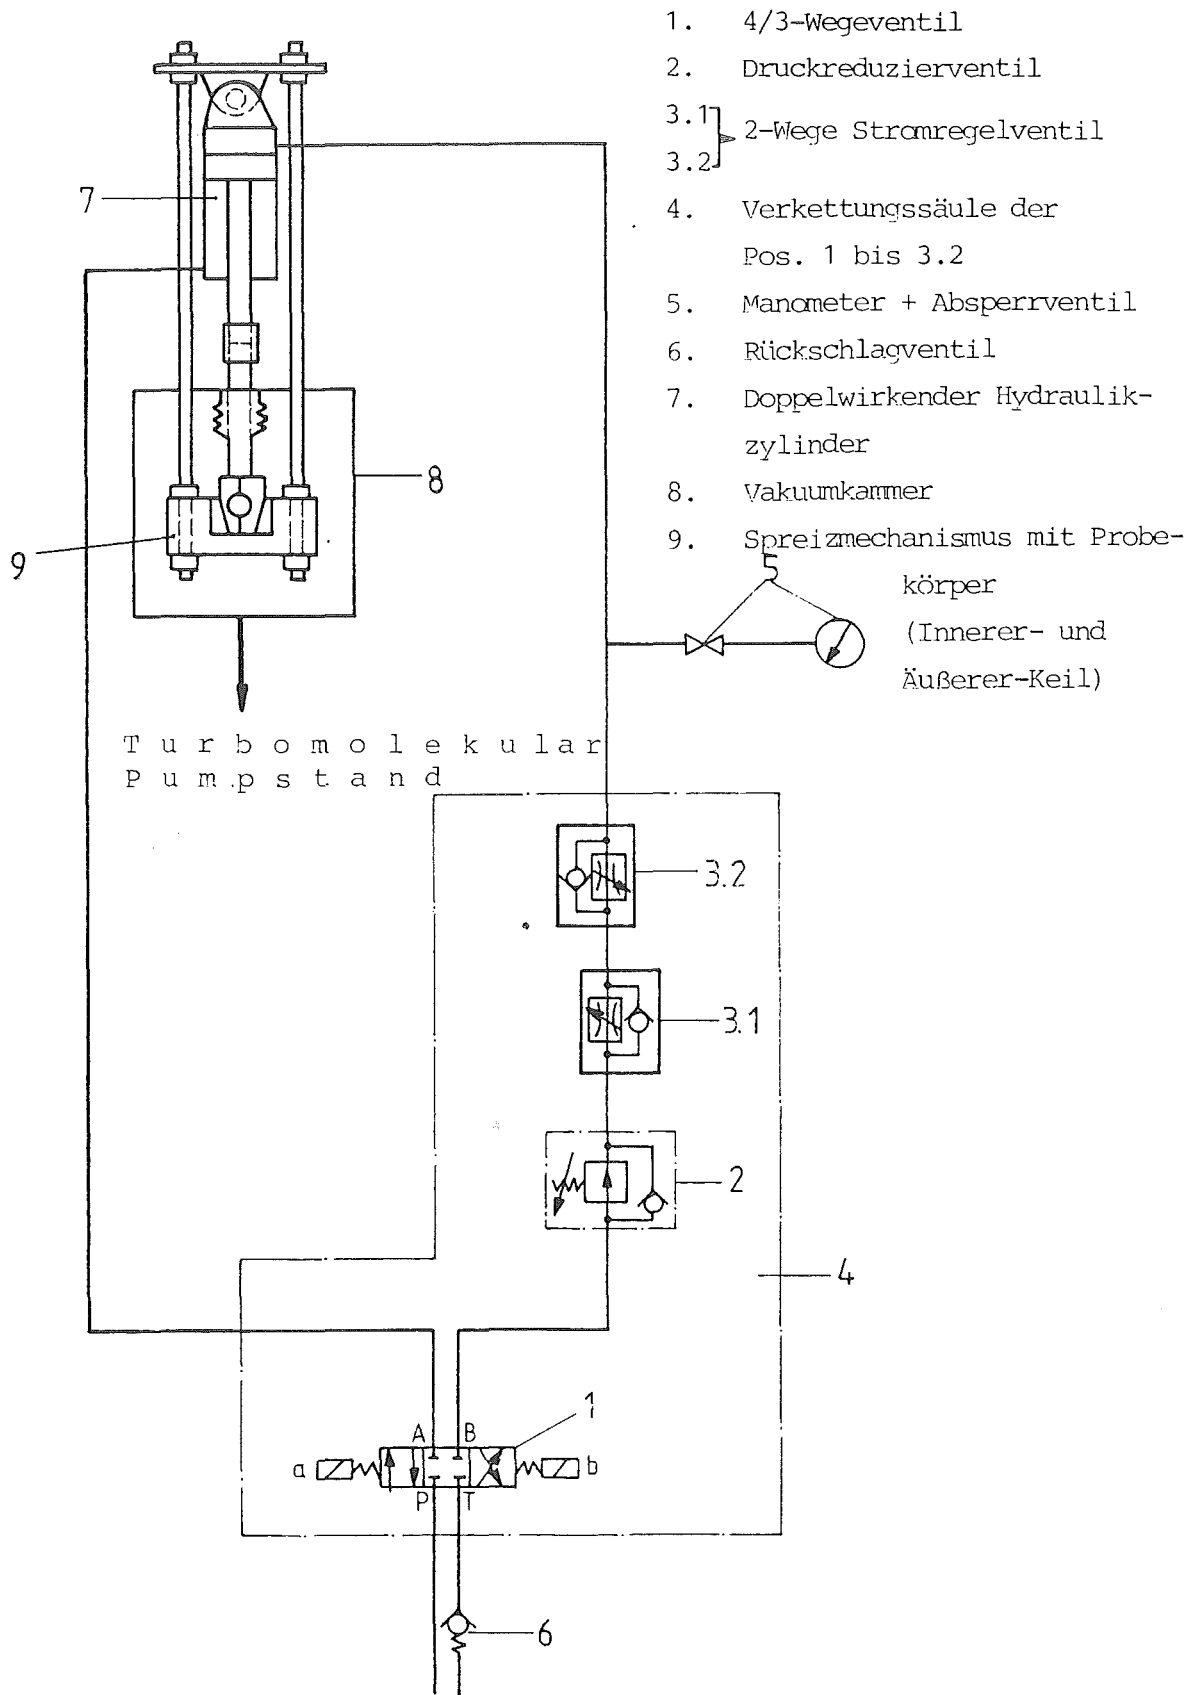 1. 4/3-Wegeventil
2. Druckreduzierventil
3.1
3.2
2-Wege Stromregelventil
4. Verkettungssäule der
Pos. 1 bis 3.2
5. Manometer + Absperrventil
6. Rückschlagventil
7. Doppelwirkender Hydraulik-
zylinder
8. Vakuumkammer
9. Spreizmechanismus mit Probe-
körper
(Innerer- und
Äußerer-Keil)
7
8
9
5
Turbomolekular
Pumpstand
3.2
3.1
2
4
1
A B
a b
P T
6